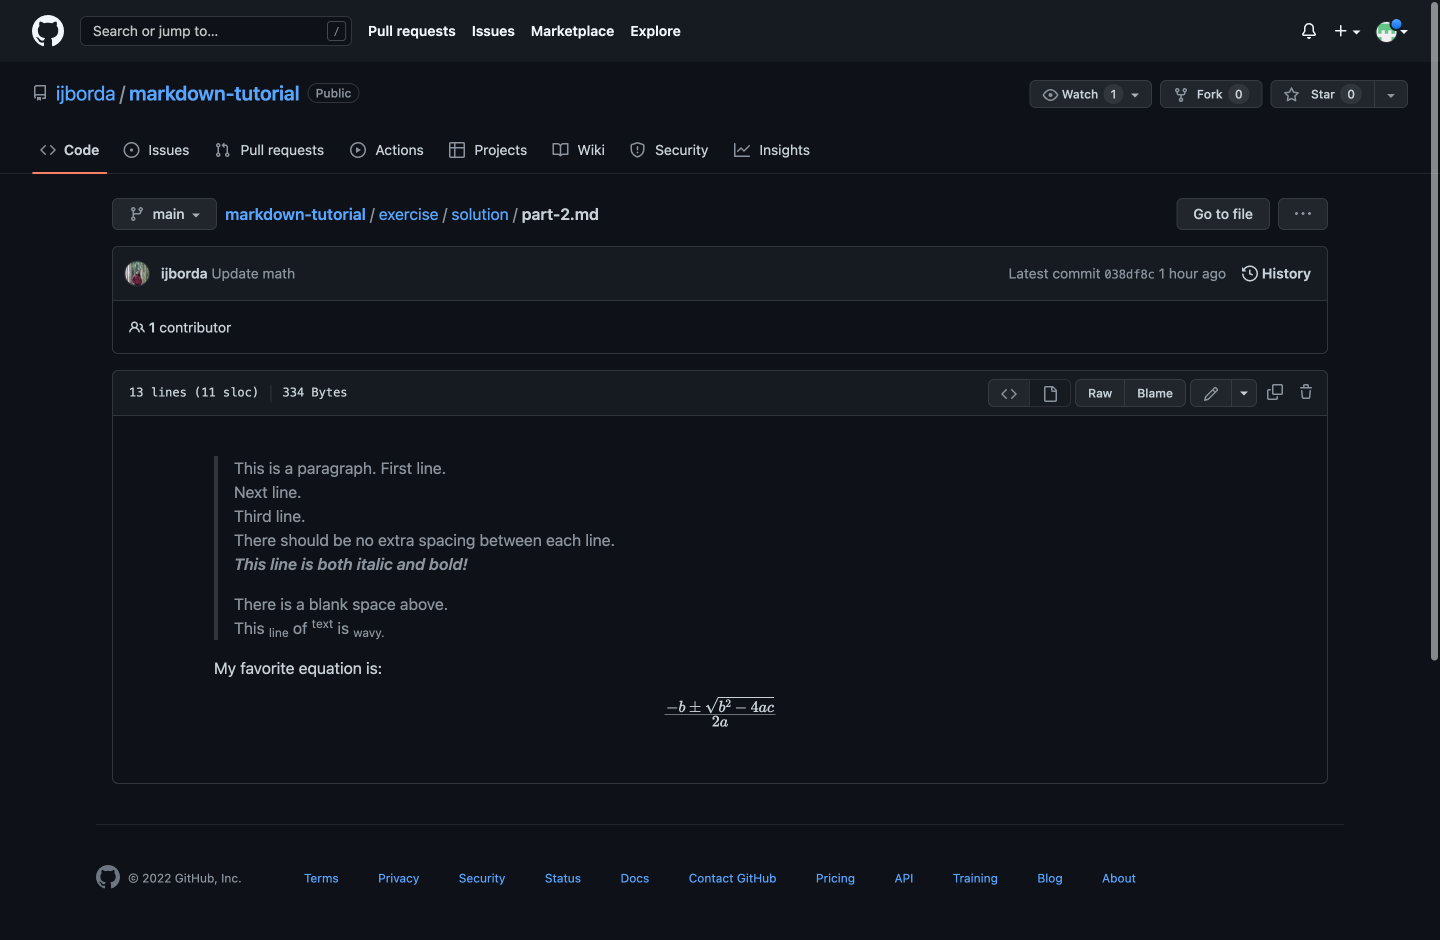 Search or jump to... /
Pull requests Issues Marketplace Explore
ijborda / markdown-tutorial Public
Watch 1 Fork 0 Star 0
Code Issues Pull requests Actions Projects Wiki Security Insights
main markdown-tutorial / exercise / solution / part-2.md Go to file ...
ijborda Update math Latest commit 038df8c 1 hour ago History
1 contributor
13 lines (11 sloc) 334 Bytes <> Raw Blame
This is a paragraph. First line.
Next line.
Third line.
There should be no extra spacing between each line.
This line is both italic and bold!
There is a blank space above.
This line of text is wavy.
My favorite equation is:
−b ± √b² − 4ac
2a
© 2022 GitHub, Inc. Terms Privacy Security Status Docs Contact GitHub Pricing API Training Blog About